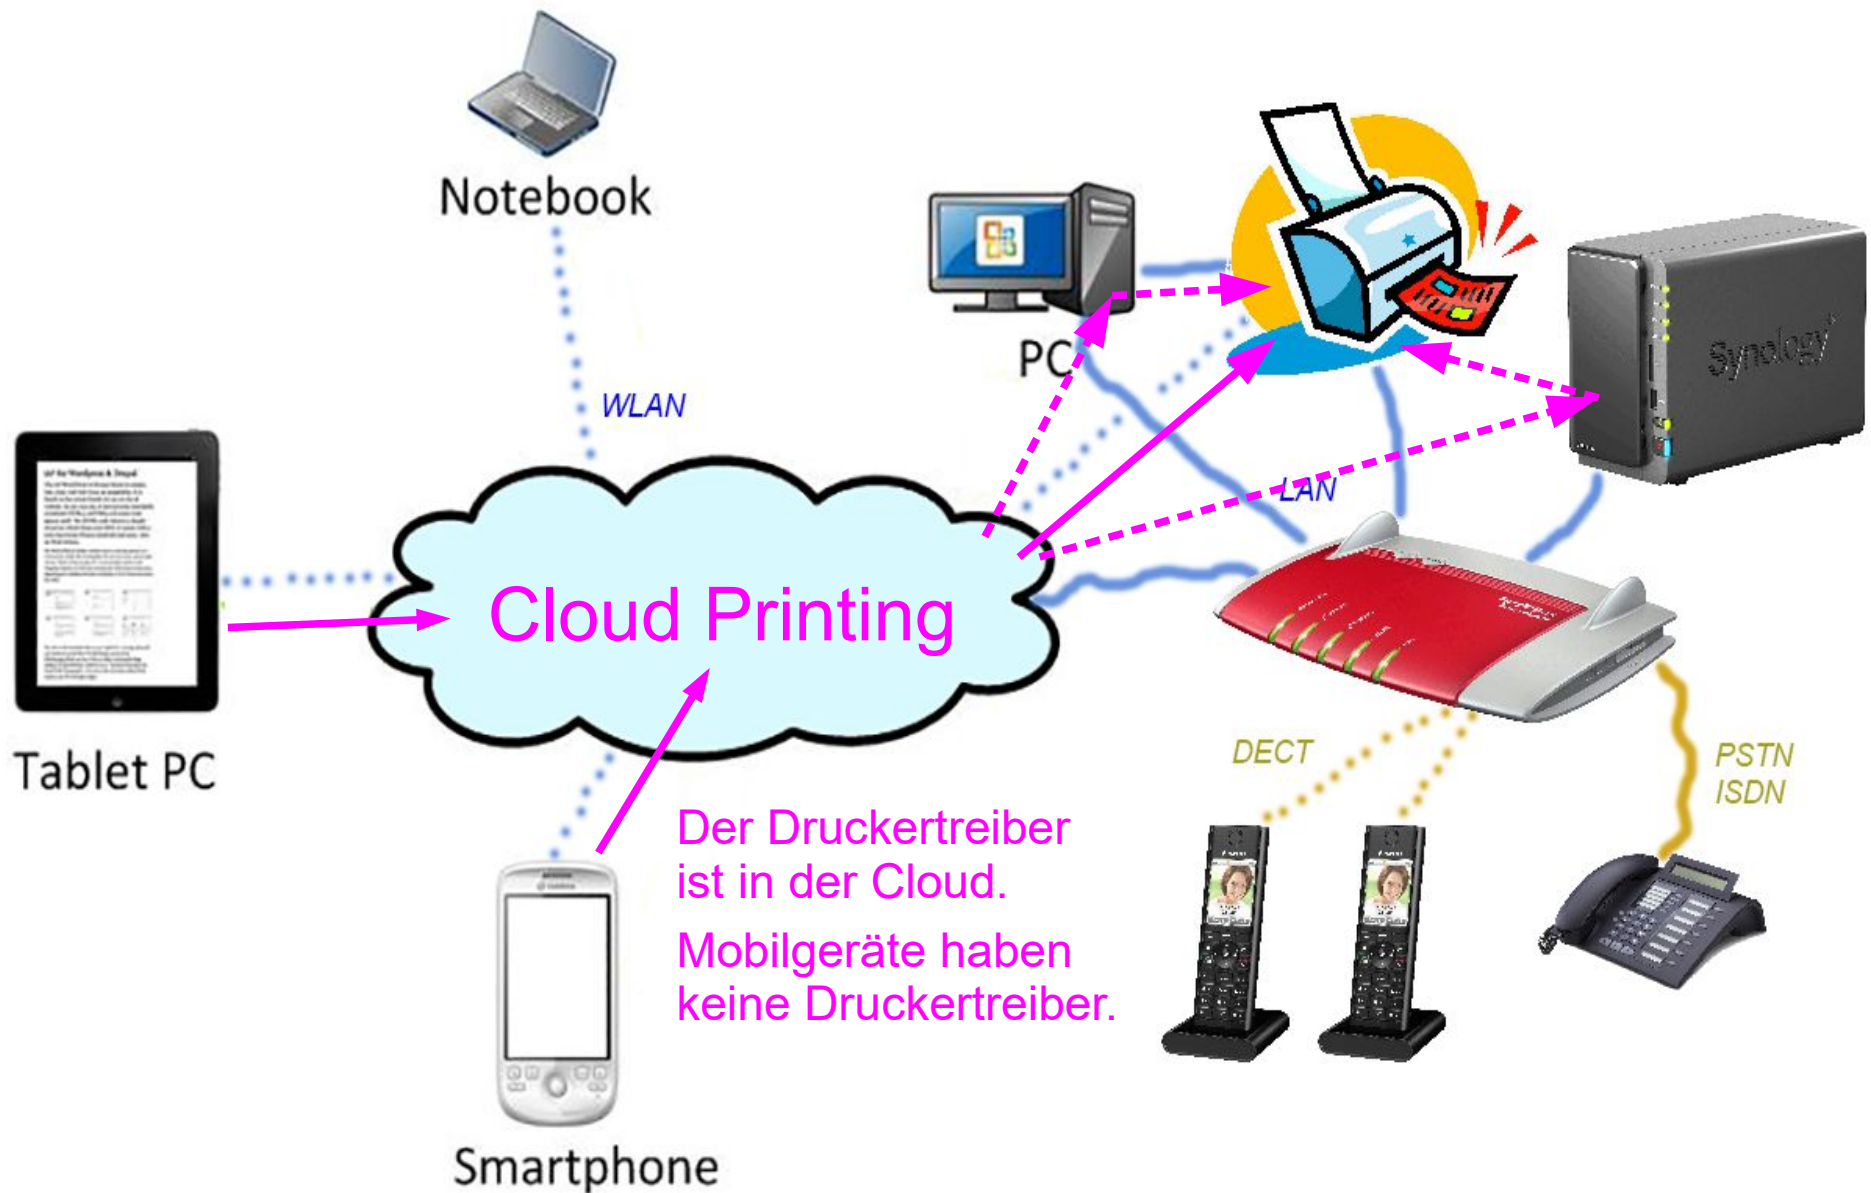 Notebook
PC
Synology
WLAN
LAN
Cloud Printing
Tablet PC
DECT
PSTN
ISDN
Der Druckertreiber
ist in der Cloud.
Mobilgeräte haben
keine Druckertreiber.
Smartphone